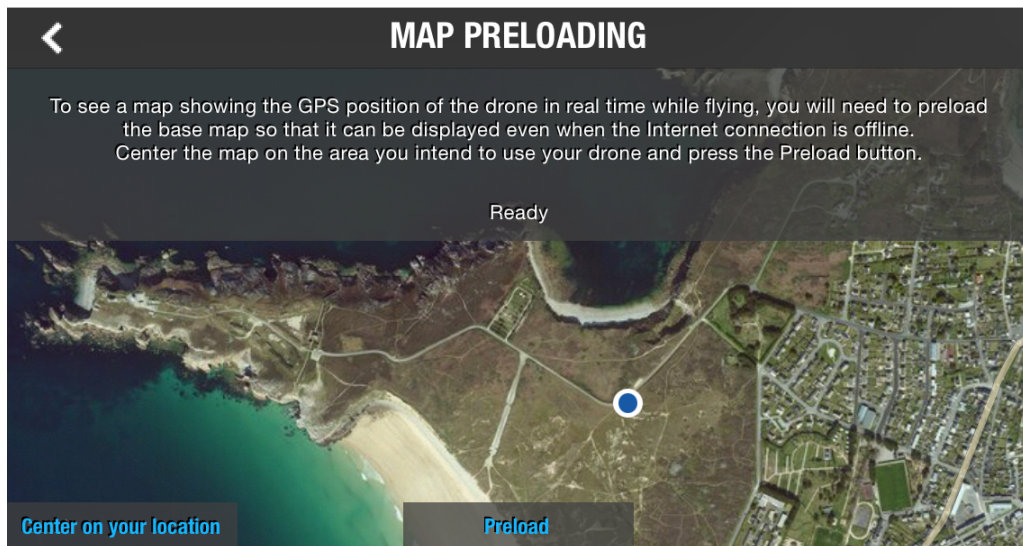 MAP PRELOADING
To see a map showing the GPS position of the drone in real time while flying, you will need to preload
the base map so that it can be displayed even when the Internet connection is offline.
Center the map on the area you intend to use your drone and press the Preload button.
Ready
Center on your location
Preload